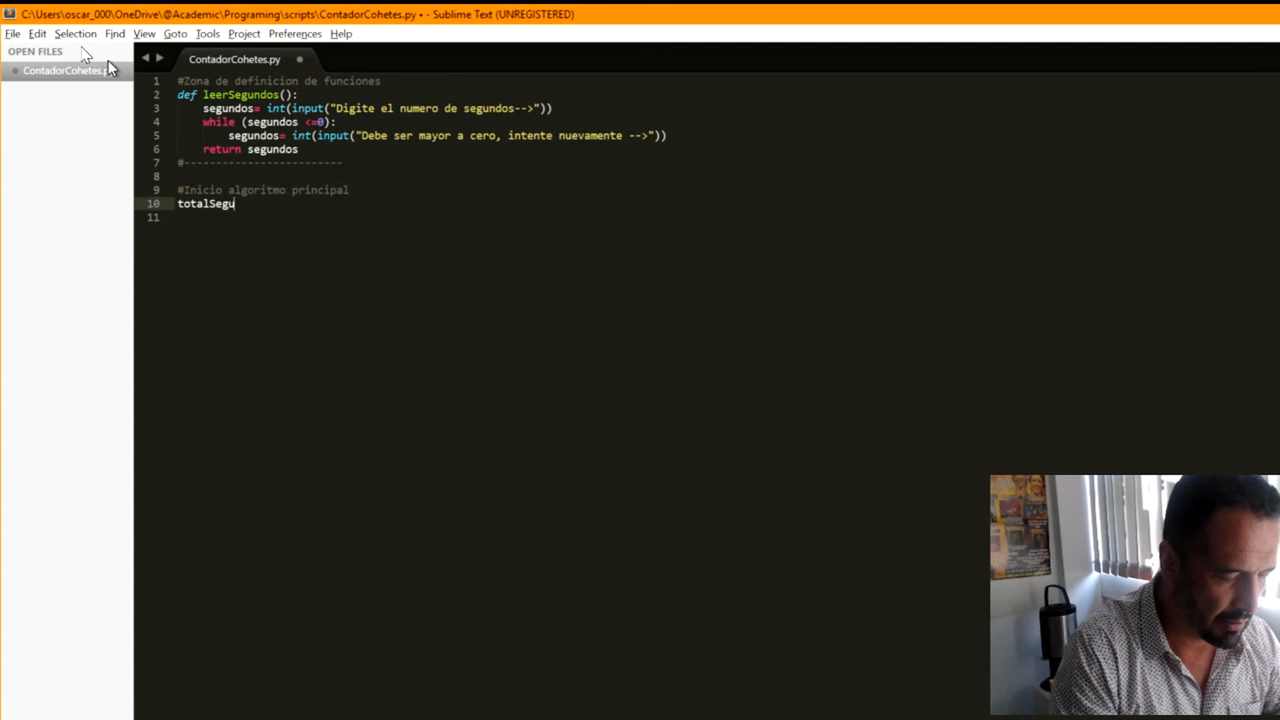 C:\Users\oscar_000\OneDrive\@Academic\Programing\scripts\ContadorCohetes.py • - Sublime Text (UNREGISTERED)
File Edit Selection Find View Goto Tools Project Preferences Help
OPEN FILES
ContadorCohetes.p
ContadorCohetes.py
1 #Zona de definicion de funciones
2 def leerSegundos():
3 segundos= int(input("Digite el numero de segundos-->"))
4 while (segundos <=0):
5 segundos= int(input("Debe ser mayor a cero, intente nuevamente -->"))
6 return segundos
7 #-------------------------
8
9 #Inicio algoritmo principal
10 totalSegu
11